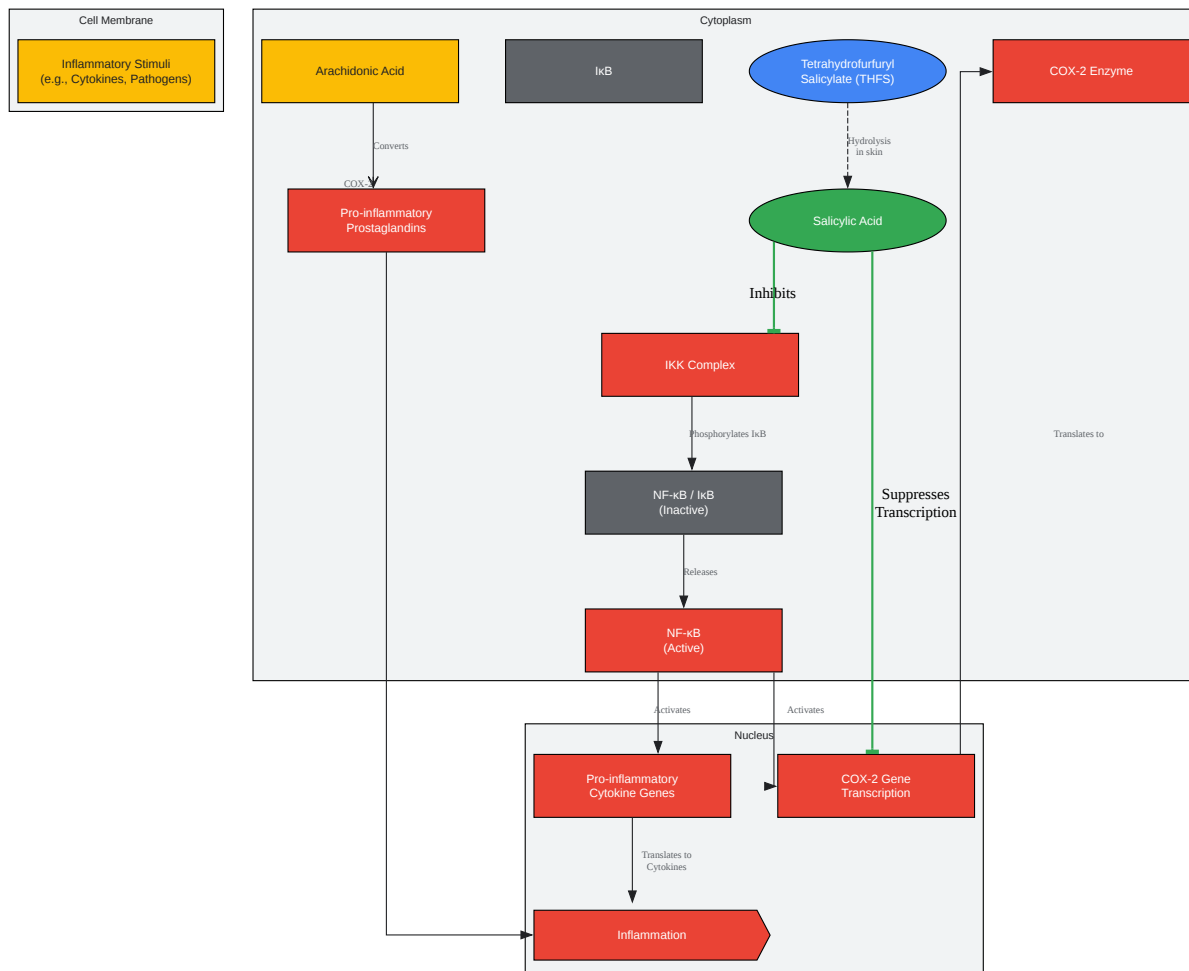 Cell Membrane
Inflammatory Stimuli
(e.g., Cytokines, Pathogens)
Cytoplasm
Arachidonic Acid
IκB
Tetrahydrofurfuryl
Salicylate (THFS)
COX-2 Enzyme
Converts
Hydrolysis
in skin
COX-2
Pro-inflammatory
Prostaglandins
Salicylic Acid
Inhibits
IKK Complex
Phosphorylates IκB
Translates to
NF-κB / IκB
(Inactive)
Suppresses
Transcription
Releases
NF-κB
(Active)
Activates
Activates
Nucleus
Pro-inflammatory
Cytokine Genes
COX-2 Gene
Transcription
Translates to
Cytokines
Inflammation